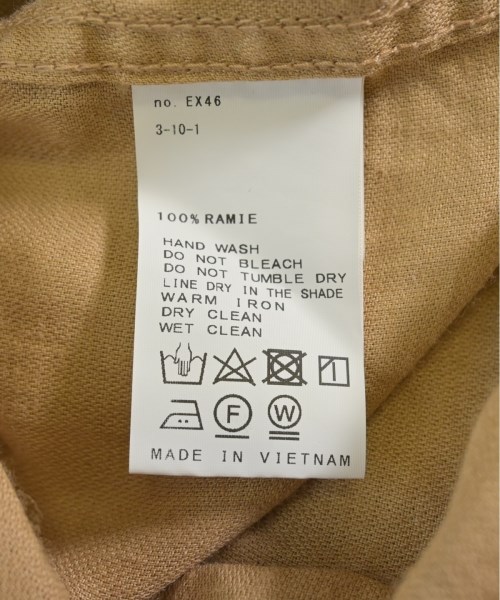 no. EX46
3-10-1
100% RAMIE
HAND WASH
DO NOT BLEACH
DO NOT TUMBLE DRY
LINE DRY IN THE SHADE
WARM IRON
DRY CLEAN
WET CLEAN
F W
MADE IN VIETNAM